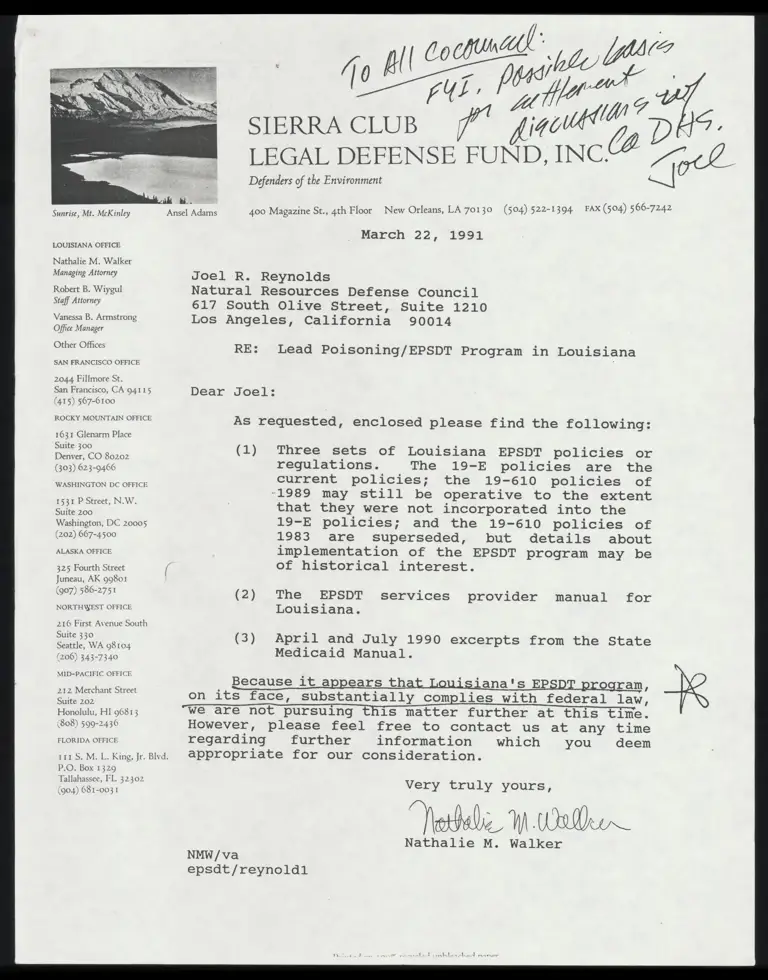 To All Cocounsel:
FYI. Possible basis
for settlement
discussions w/
Ca DHS.
Joel
SIERRA CLUB
LEGAL DEFENSE FUND, INC.
Defenders of the Environment
Sunrise, Mt. McKinley Ansel Adams
400 Magazine St., 4th Floor New Orleans, LA 70130 (504) 522-1394 FAX (504) 566-7242
March 22, 1991
LOUISIANA OFFICE
Nathalie M. Walker
Managing Attorney
Robert B. Wiygul
Staff Attorney
Vanessa B. Armstrong
Office Manager
Other Offices
SAN FRANCISCO OFFICE
2044 Fillmore St.
San Francisco, CA 94115
(415) 567-6100
ROCKY MOUNTAIN OFFICE
1631 Glenarm Place
Suite 300
Denver, CO 80202
(303) 623-9466
WASHINGTON DC OFFICE
1531 P Street, N.W.
Suite 200
Washington, DC 20005
(202) 667-4500
ALASKA OFFICE
325 Fourth Street
Juneau, AK 99801
(907) 586-2751
NORTHWEST OFFICE
216 First Avenue South
Suite 330
Seattle, WA 98104
(206) 343-7340
MID-PACIFIC OFFICE
212 Merchant Street
Suite 202
Honolulu, HI 96813
(808) 599-2436
FLORIDA OFFICE
111 S. M. L. King, Jr. Blvd.
P.O. Box 1329
Tallahassee, FL 32302
(904) 681-0031
Joel R. Reynolds
Natural Resources Defense Council
617 South Olive Street, Suite 1210
Los Angeles, California 90014
RE: Lead Poisoning/EPSDT Program in Louisiana
Dear Joel:
As requested, enclosed please find the following:
(1) Three sets of Louisiana EPSDT policies or
regulations. The 19-E policies are the
current policies; the 19-610 policies of
1989 may still be operative to the extent
that they were not incorporated into the
19-E policies; and the 19-610 policies of
1983 are superseded, but details about
implementation of the EPSDT program may be
of historical interest.
(2) The EPSDT services provider manual for
Louisiana.
(3) April and July 1990 excerpts from the State
Medicaid Manual.
Because it appears that Louisiana's EPSDT program,
on its face, substantially complies with federal law,
we are not pursuing this matter further at this time.
However, please feel free to contact us at any time
regarding further information which you deem
appropriate for our consideration.
Very truly yours,
Nathalie M. Walker
Nathalie M. Walker
NMW/va
epsdt/reynold1